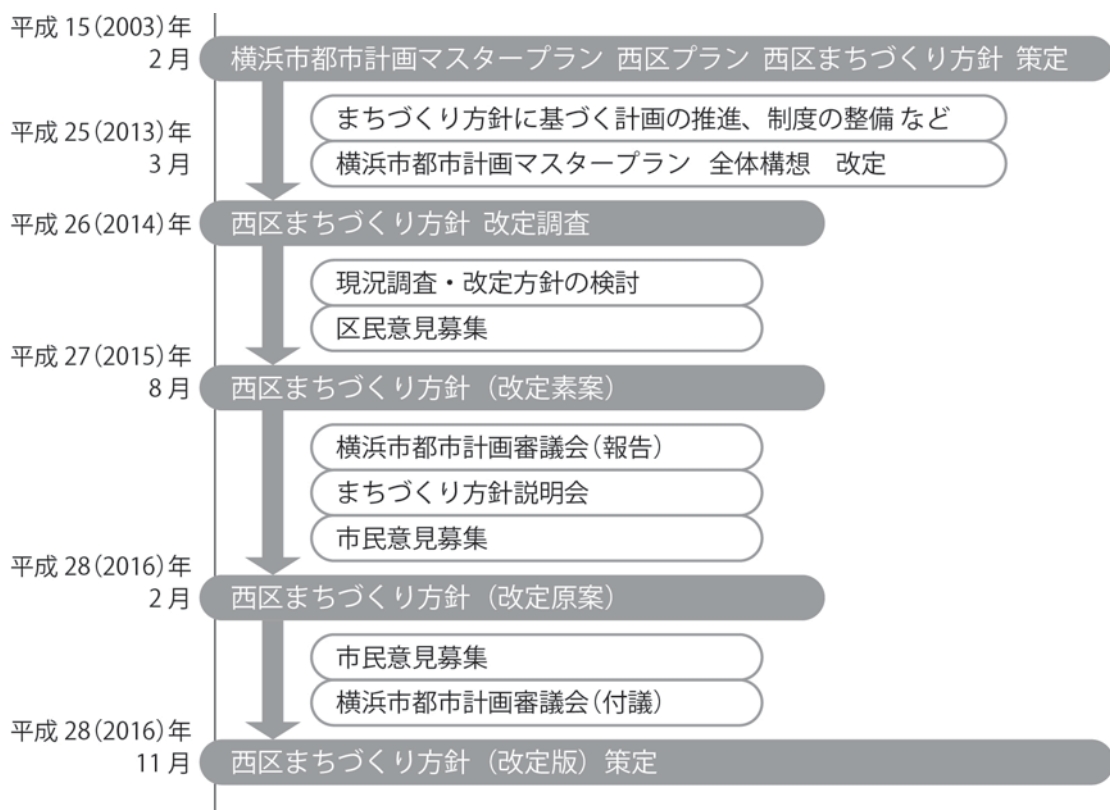 平成 15(2003)年
2 月
横浜市都市計画マスタープラン 西区プラン 西区まちづくり方針 策定
まちづくり方針に基づく計画の推進、制度の整備 など
平成 25(2013)年
3 月
横浜市都市計画マスタープラン 全体構想 改定
平成 26(2014)年
西区まちづくり方針 改定調査
現況調査・改定方針の検討
区民意見募集
平成 27(2015)年
8 月
西区まちづくり方針（改定素案）
横浜市都市計画審議会(報告)
まちづくり方針説明会
市民意見募集
平成 28(2016)年
2 月
西区まちづくり方針（改定原案）
市民意見募集
横浜市都市計画審議会(付議)
平成 28(2016)年
11 月
西区まちづくり方針（改定版）策定